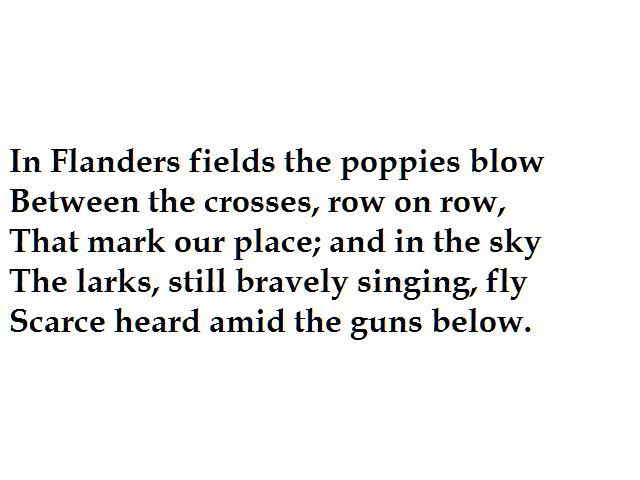 In Flanders fields the poppies blow
Between the crosses, row on row,
That mark our place; and in the sky
The larks, still bravely singing, fly
Scarce heard amid the guns below.